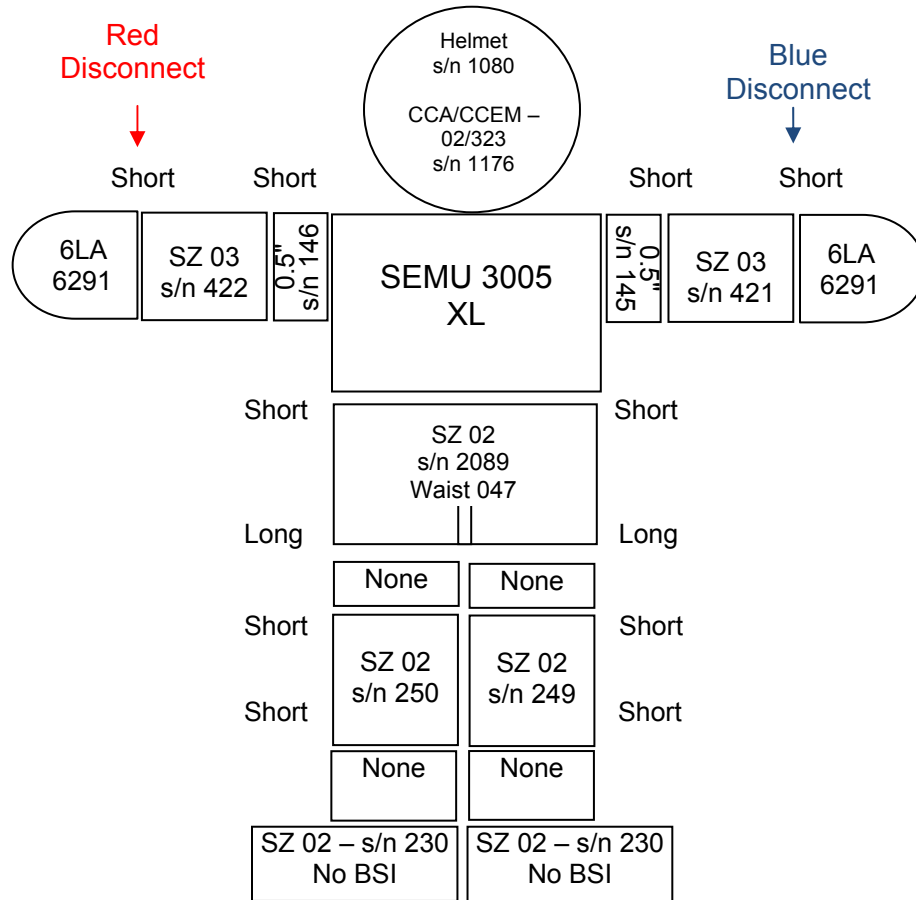 Red
Disconnect
Helmet
s/n 1080
CCA/CCEM –
02/323
s/n 1176
Blue
Disconnect
Short
Short
Short
Short
6LA
6291
SZ 03
s/n 422
0.5"
s/n 146
SEMU 3005
XL
0.5"
s/n 145
SZ 03
s/n 421
6LA
6291
Short
Short
SZ 02
s/n 2089
Waist 047
Long
Long
None
None
Short
Short
SZ 02
s/n 250
SZ 02
s/n 249
Short
Short
None
None
SZ 02 – s/n 230
No BSI
SZ 02 – s/n 230
No BSI